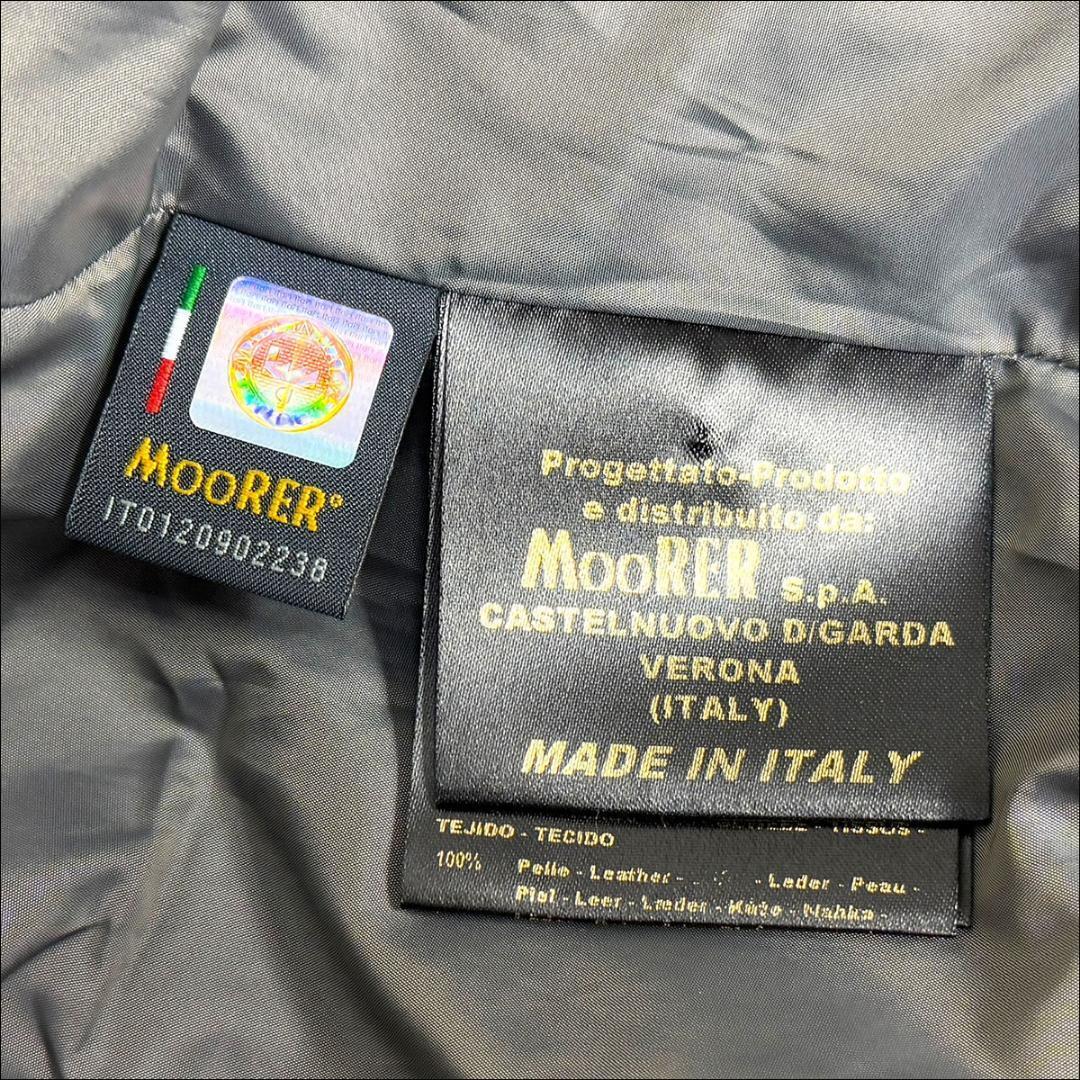 MOORER®
IT0120902238
Progettato-Prodotto
e distribuito da:
MOORER S.p.A.
CASTELNUOVO D/GARDA
VERONA
(ITALY)
MADE IN ITALY
TEJIDO - TECIDO
100% Pelle - Leather - - Leder - Peau -
Piel - Leer - Læder - Kůže - Nahka -